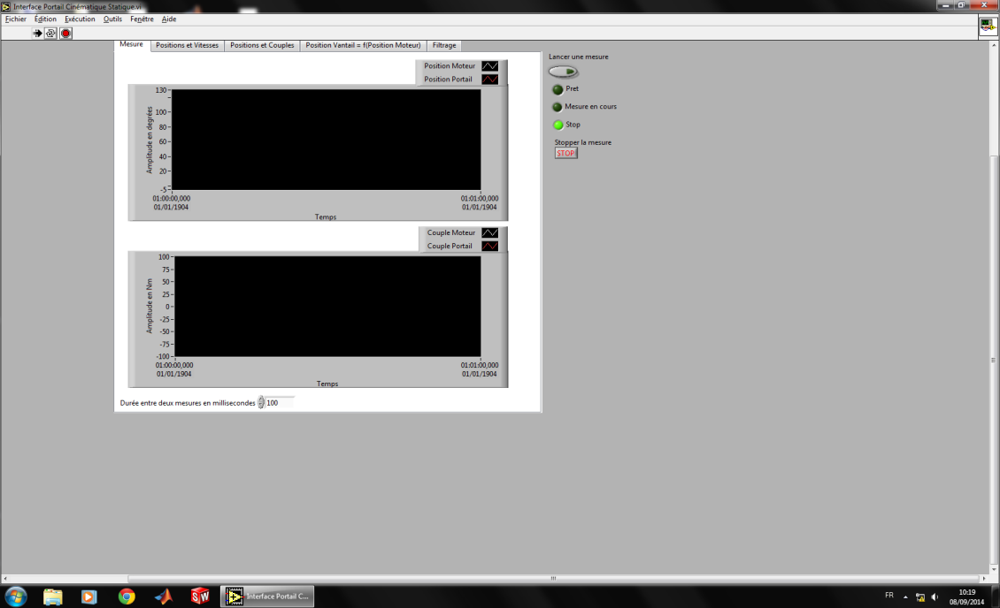 Interface Portail Cinématique Statique.vi
Fichier Édition Exécution Outils Fenêtre Aide
Mesure Positions et Vitesses Positions et Couples Position Vantail = f(Position Moteur) Filtrage
Position Moteur
Position Portail
130
100
80
60
40
20
-5
Amplitude en degrées
01:00:00,000 01:01:00,000
01/01/1904 01/01/1904
Temps
Couple Moteur
Couple Portail
100
75
50
25
0
-25
-50
-75
-100
Amplitude en Nm
01:00:00,000 01:01:00,000
01/01/1904 01/01/1904
Temps
Durée entre deux mesures en millisecondes 100
Lancer une mesure
Pret
Mesure en cours
Stop
Stopper la mesure
STOP!
SW Interface Portail C...
FR
10:19
08/09/2014